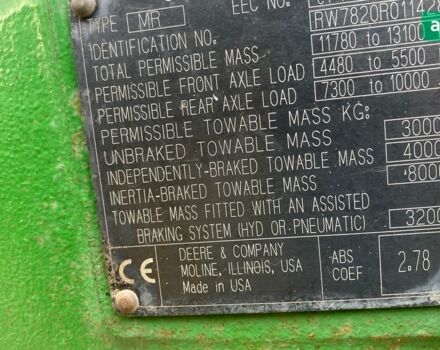 EEC NO.
TYPE MR
IDENTIFICATION NO. RW7820R01142
TOTAL PERMISSIBLE MASS 11780 to 13100
PERMISSIBLE FRONT AXLE LOAD 4480 to 5500
PERMISSIBLE REAR AXLE LOAD 7300 to 10000
PERMISSIBLE TOWABLE MASS KG:
UNBRAKED TOWABLE MASS 3000
INDEPENDENTLY-BRAKED TOWABLE MASS 4000
INERTIA-BRAKED TOWABLE MASS 8000
TOWABLE MASS FITTED WITH AN ASSISTED
BRAKING SYSTEM (HYD OR PNEUMATIC) 3200
CE
DEERE & COMPANY
MOLINE, ILLINOIS, USA
Made in USA
ABS
COEF
2.78
a